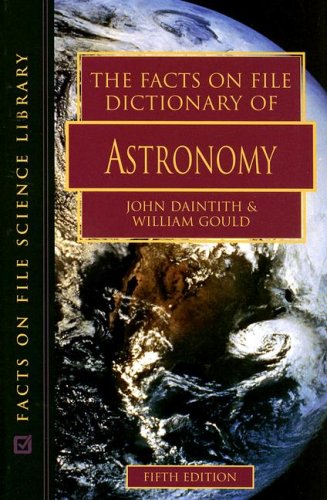 THE FACTS ON FILE
DICTIONARY OF
ASTRONOMY
JOHN DAINTITH &
WILLIAM GOULD
FIFTH EDITION
FACTS ON FILE SCIENCE LIBRARY